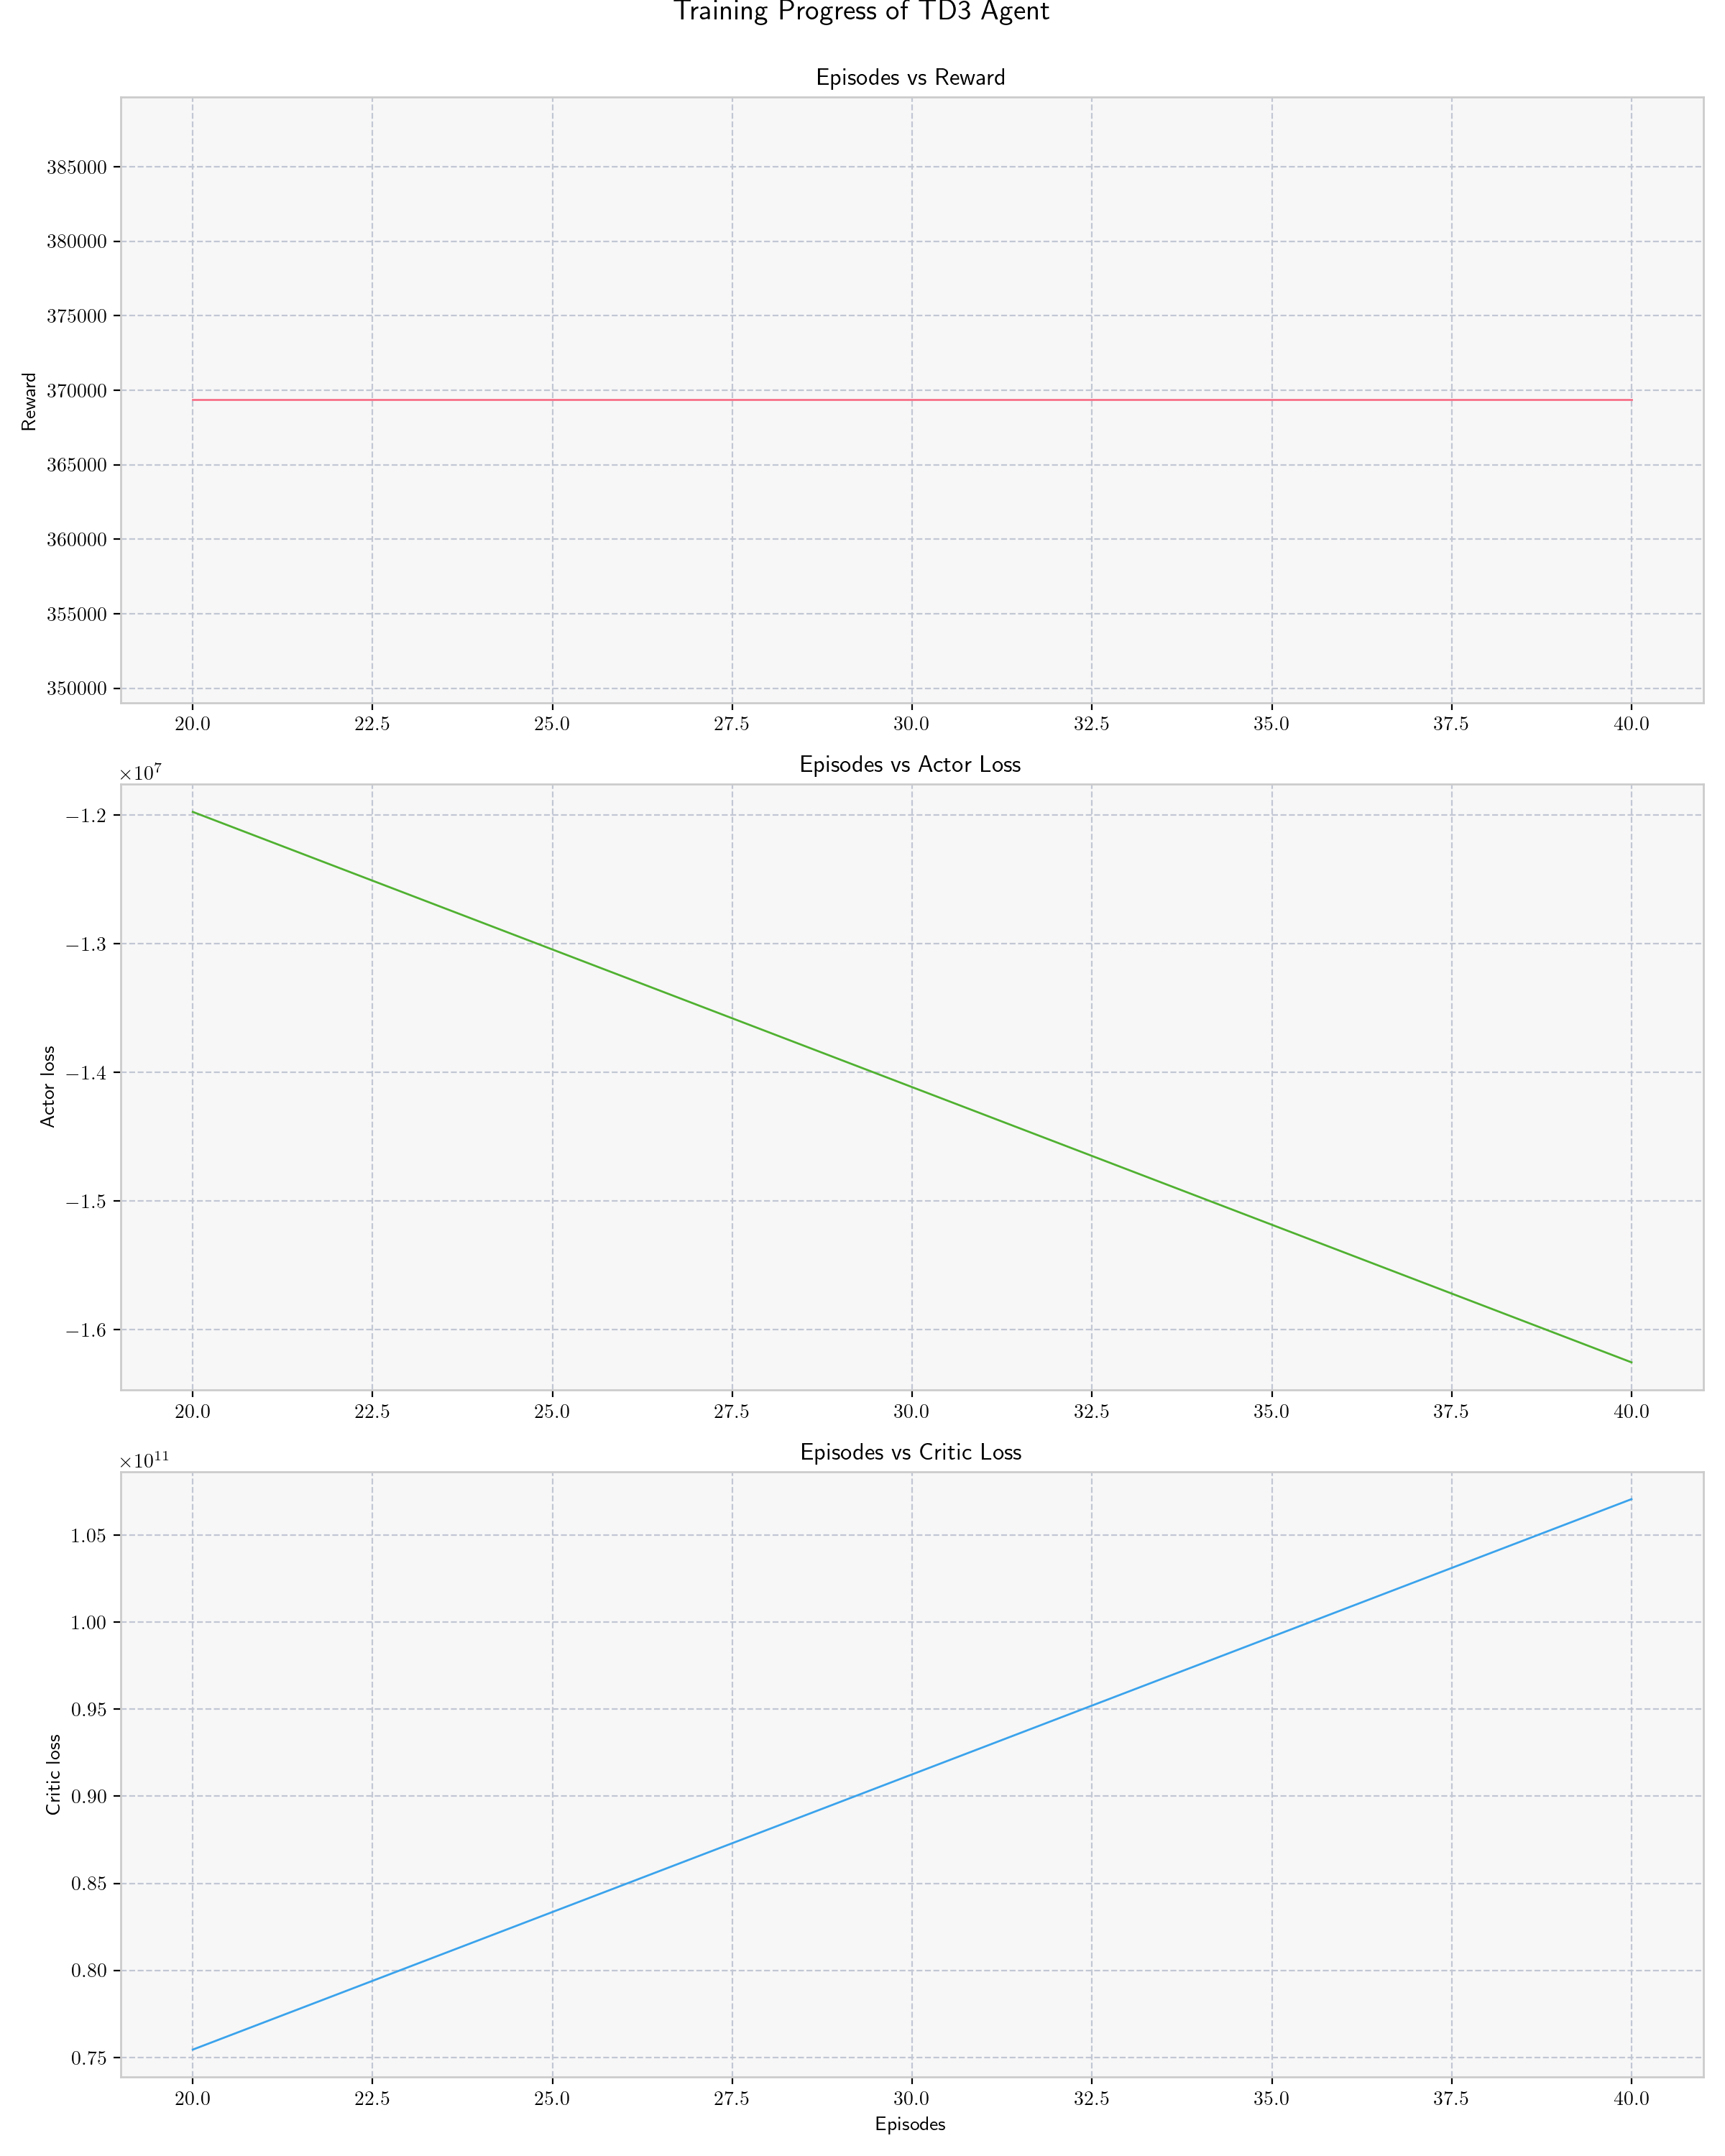 Training Progress of TD3 Agent
Episodes vs Reward
385000
380000
375000
370000
365000
360000
355000
350000
Reward
20.0 22.5 25.0 27.5 30.0 32.5 35.0 37.5 40.0
Episodes vs Actor Loss
×10⁷
−1.2
−1.3
−1.4
−1.5
−1.6
Actor loss
20.0 22.5 25.0 27.5 30.0 32.5 35.0 37.5 40.0
Episodes vs Critic Loss
×10¹¹
1.05
1.00
0.95
0.90
0.85
0.80
0.75
Critic loss
20.0 22.5 25.0 27.5 30.0 32.5 35.0 37.5 40.0
Episodes